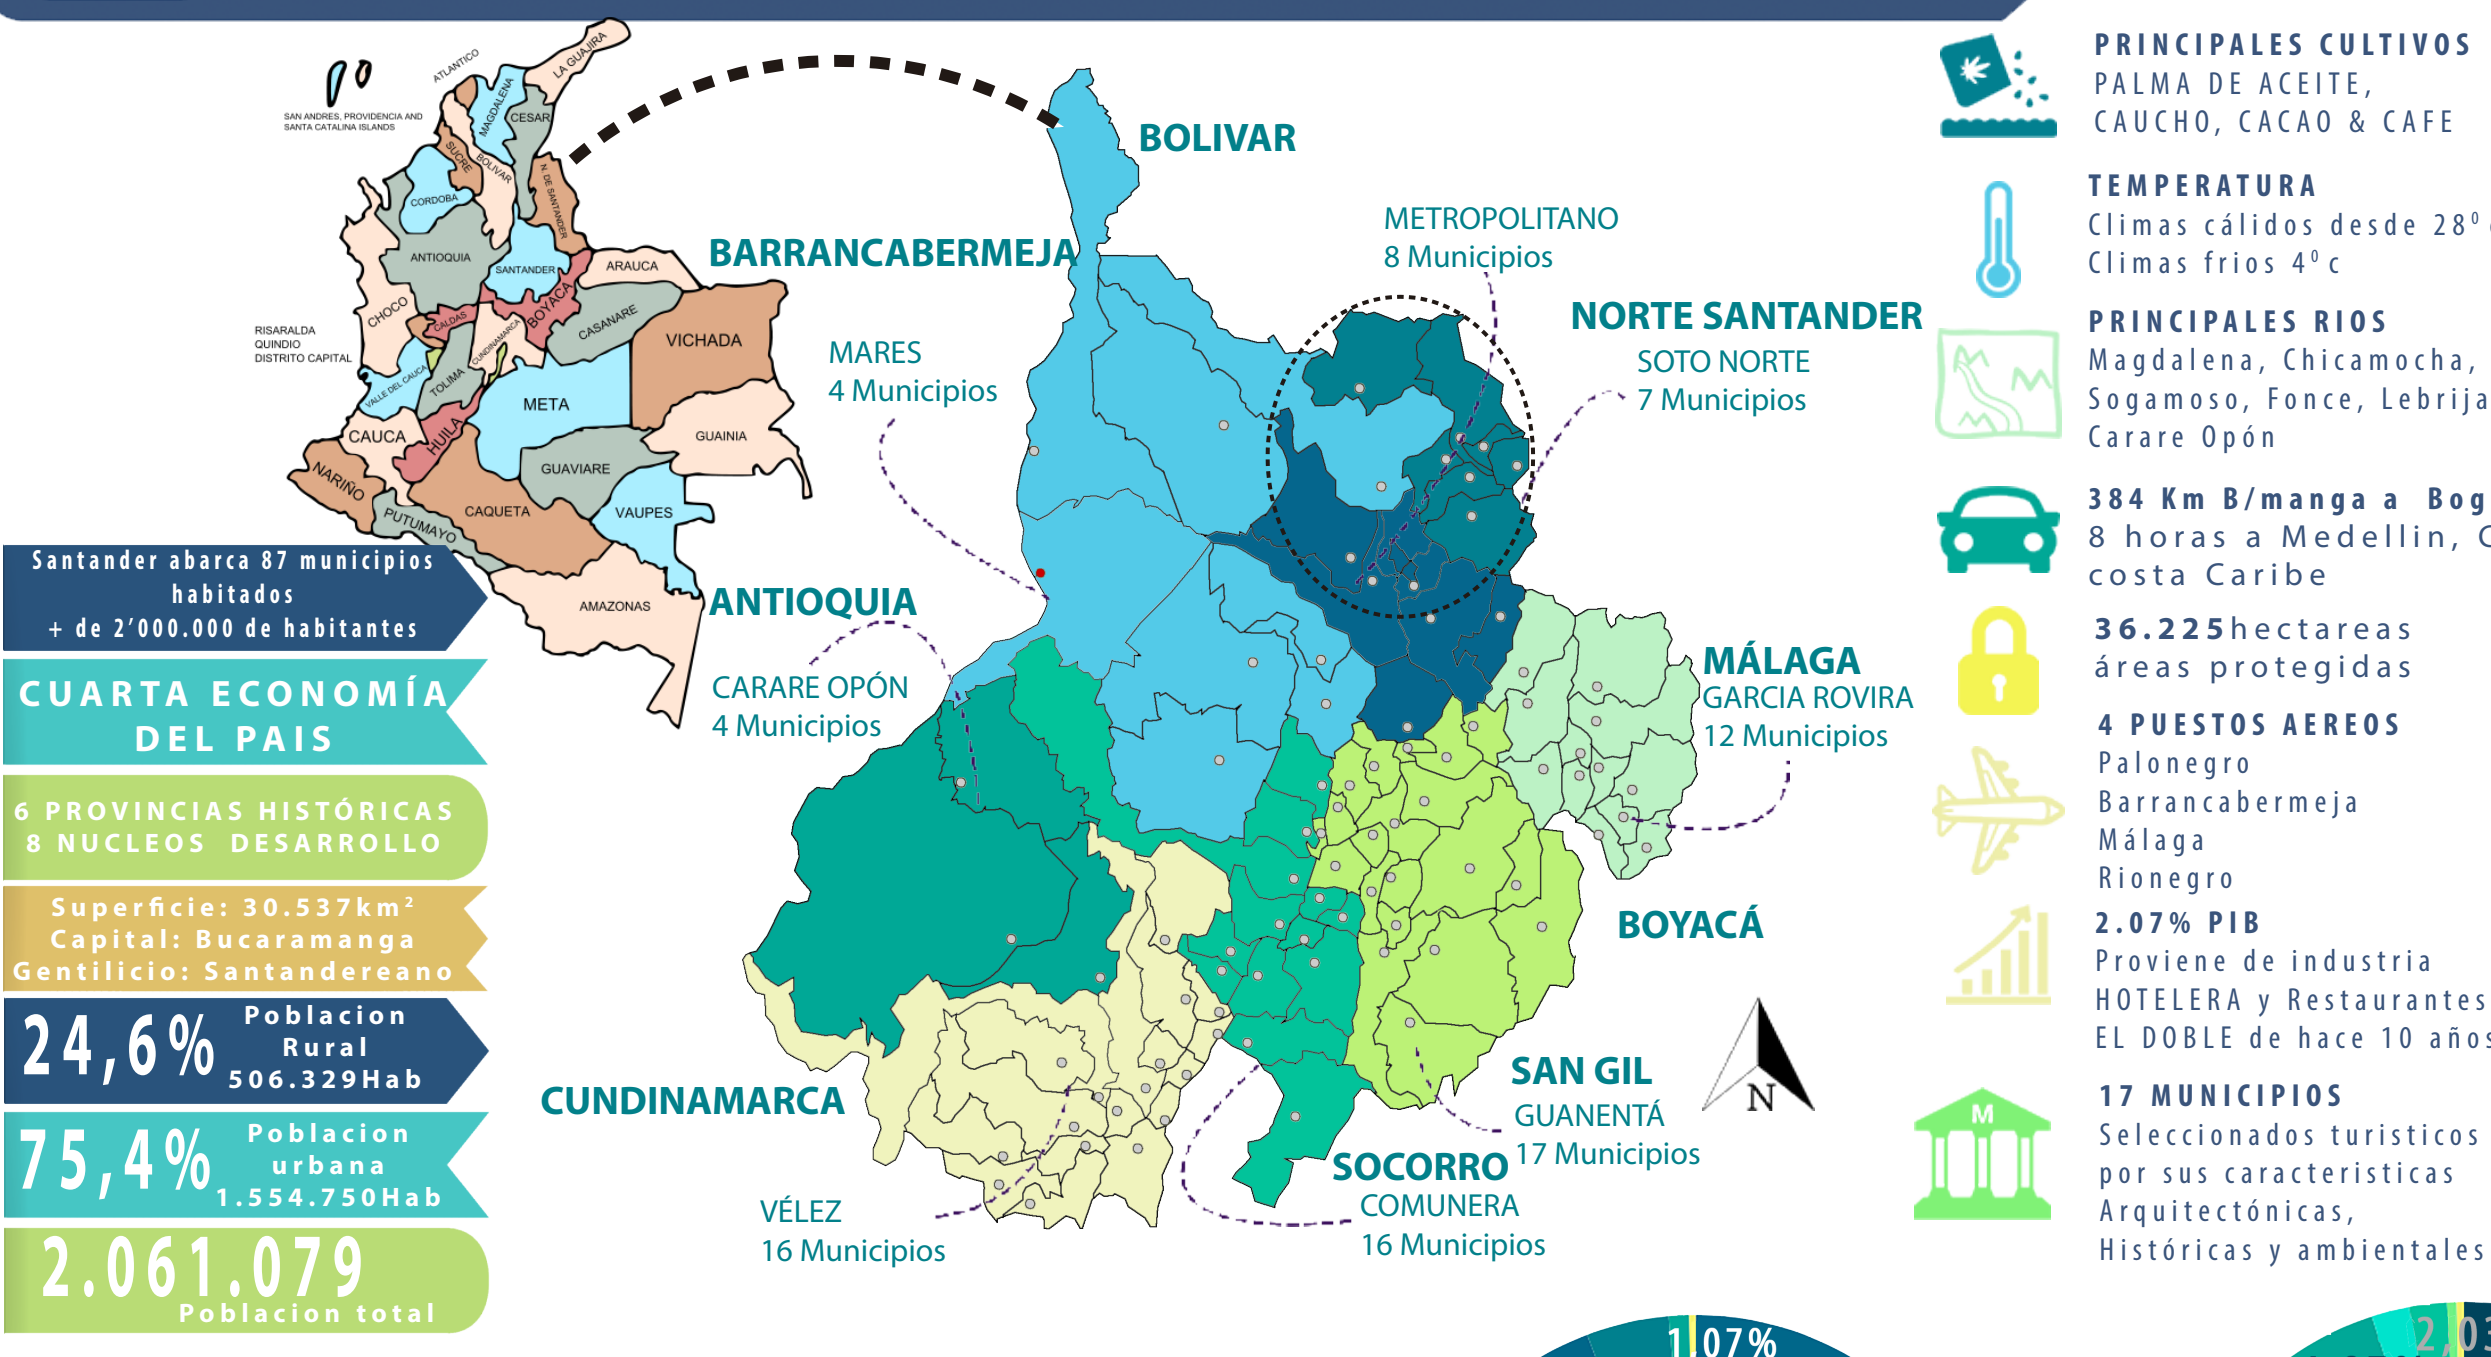 ATLANTICO
LA GUAJIRA
MAGDALENA
CESAR
SAN ANDRES, PROVIDENCIA AND
SANTA CATALINA ISLANDS
SUCRE
BOLIVAR
N. DE SANTANDER
CORDOBA
ANTIOQUIA
SANTANDER
ARAUCA
CHOCO
CALDAS
BOYACA
CUNDINAMARCA
CASANARE
VICHADA
RISARALDA
QUINDIO
DISTRITO CAPITAL
VALLE DEL CAUCA
TOLIMA
META
CAUCA
HUILA
GUAINIA
GUAVIARE
NARIÑO
PUTUMAYO
CAQUETA
VAUPES
AMAZONAS
Santander abarca 87 municipios
habitados
+ de 2’000.000 de habitantes
CUARTA ECONOMÍA
DEL PAIS
6 PROVINCIAS HISTÓRICAS
8 NUCLEOS DESARROLLO
Superficie: 30.537km²
Capital: Bucaramanga
Gentilicio: Santandereano
24,6%
Poblacion
Rural
506.329Hab
75,4%
Poblacion
urbana
1.554.750Hab
2.061.079
Poblacion total
BOLIVAR
BARRANCABERMEJA
METROPOLITANO
8 Municipios
NORTE SANTANDER
SOTO NORTE
7 Municipios
MARES
4 Municipios
ANTIOQUIA
CARARE OPÓN
4 Municipios
MÁLAGA
GARCIA ROVIRA
12 Municipios
BOYACÁ
SAN GIL
GUANENTÁ
17 Municipios
CUNDINAMARCA
SOCORRO
COMUNERA
16 Municipios
VÉLEZ
16 Municipios
N
PRINCIPALES CULTIVOS
PALMA DE ACEITE,
CAUCHO, CACAO & CAFE
TEMPERATURA
Climas cálidos desde 28⁰
Climas frios 4⁰ c
PRINCIPALES RIOS
Magdalena, Chicamocha,
Sogamoso, Fonce, Lebrija
Carare Opón
384 Km B/manga a Bog
8 horas a Medellin,
costa Caribe
36.225hectareas
áreas protegidas
4 PUESTOS AEREOS
Palonegro
Barrancabermeja
Málaga
Rionegro
2.07% PIB
Proviene de industria
HOTELERA y Restaurantes
EL DOBLE de hace 10 años
M
17 MUNICIPIOS
Seleccionados turisticos
por sus caracteristicas
Arquitectónicas,
Históricas y ambientales
1,07%
2,03